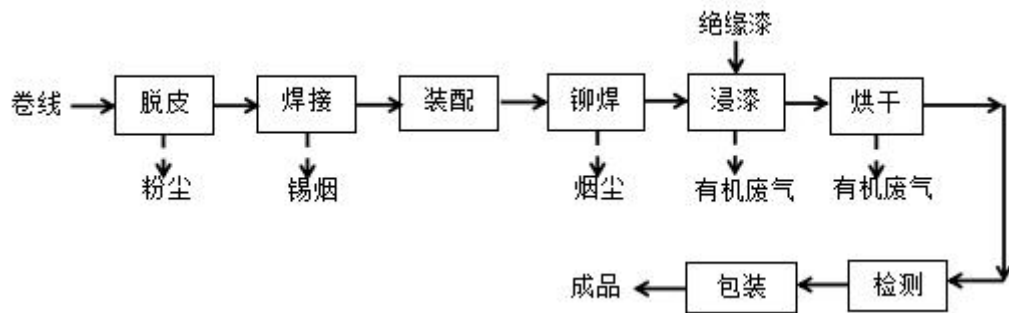 绝缘漆
卷线 脱皮 焊接 装配 铆焊 浸漆 烘干
粉尘 锡烟 烟尘 有机废气 有机废气
成品 包装 检测